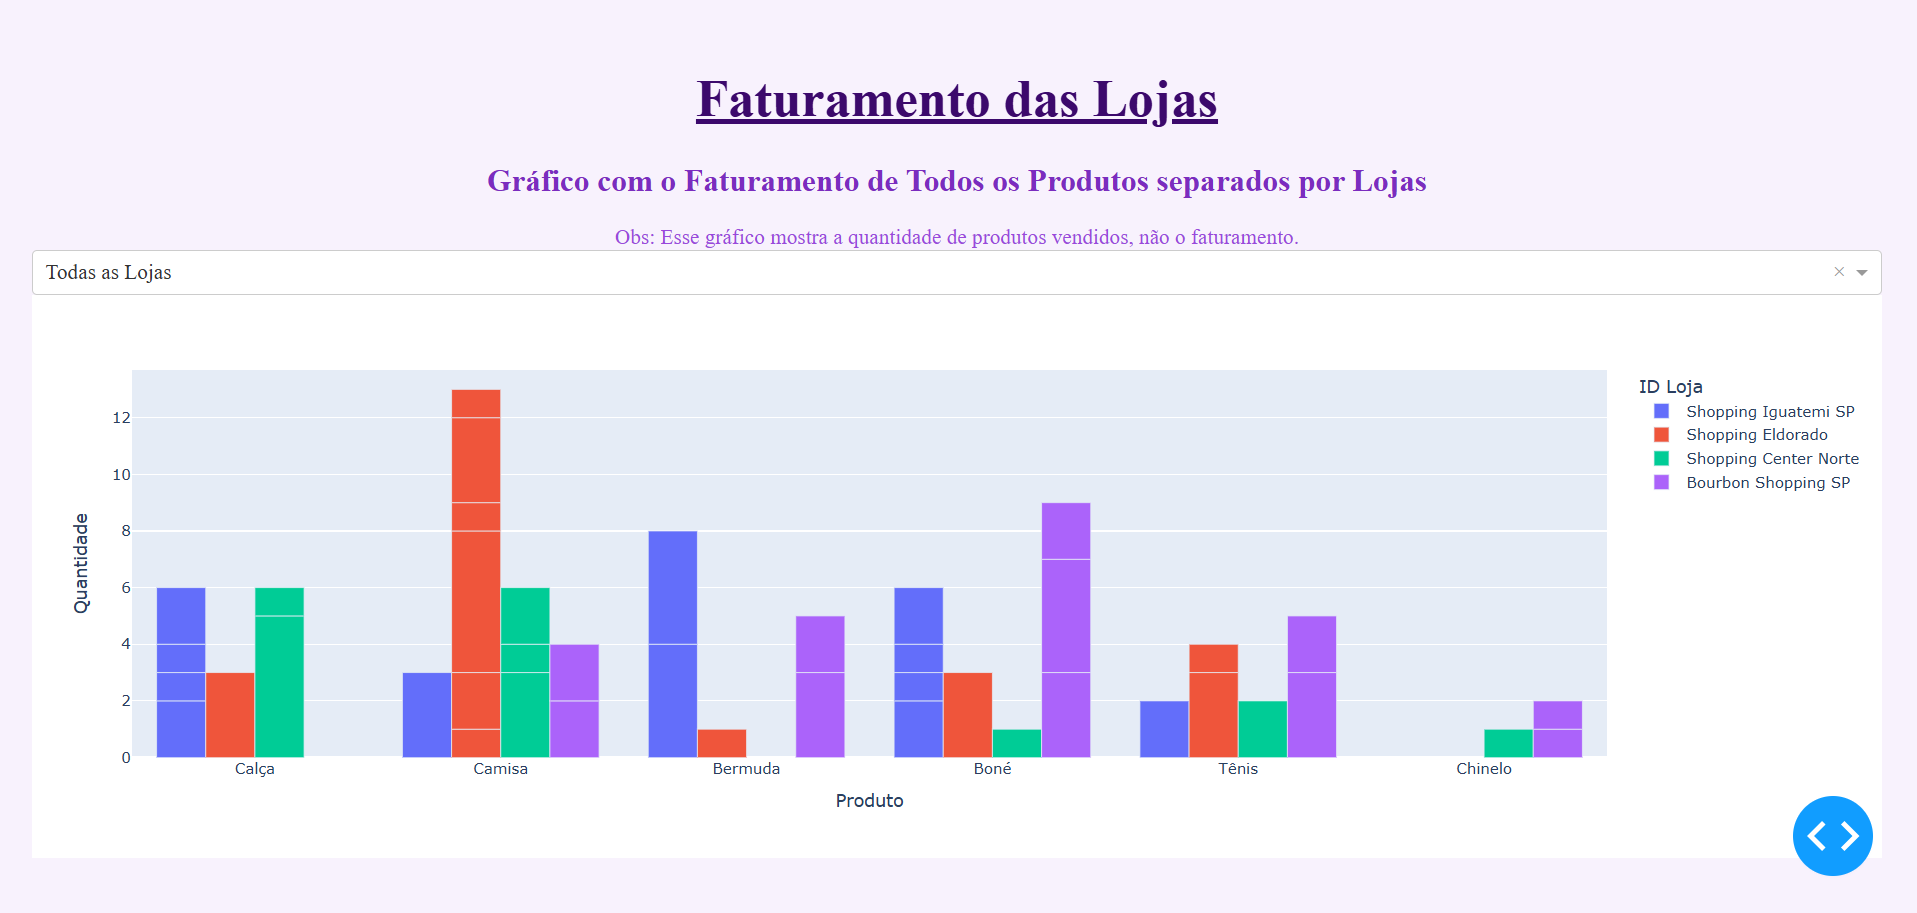 Faturamento das Lojas
Gráfico com o Faturamento de Todos os Produtos separados por Lojas
Obs: Esse gráfico mostra a quantidade de produtos vendidos, não o faturamento.
Todas as Lojas
×
ID Loja
Shopping Iguatemi SP
Shopping Eldorado
Shopping Center Norte
Bourbon Shopping SP
Quantidade
12
10
8
6
4
2
0
Calça Camisa Bermuda Boné Tênis Chinelo
Produto